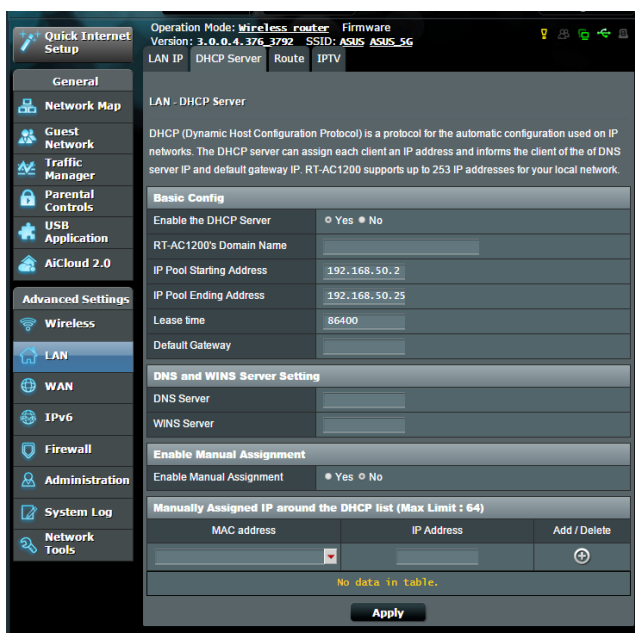 Quick Internet
Setup
General
Network Map
Guest
Network
Traffic
Manager
Parental
Controls
USB
Application
AiCloud 2.0
Advanced Settings
Wireless
LAN
WAN
IPv6
Firewall
Administration
System Log
Network
Tools
Operation Mode: Wireless router Firmware
Version: 3.0.0.4.376_3792 SSID: ASUS ASUS_5G
LAN IP DHCP Server Route IPTV
LAN - DHCP Server
DHCP (Dynamic Host Configuration Protocol) is a protocol for the automatic configuration used on IP
networks. The DHCP server can assign each client an IP address and informs the client of the of DNS
server IP and default gateway IP. RT-AC1200 supports up to 253 IP addresses for your local network.
Basic Config
Enable the DHCP Server Yes No
RT-AC1200's Domain Name
IP Pool Starting Address 192.168.50.2
IP Pool Ending Address 192.168.50.25
Lease time 86400
Default Gateway
DNS and WINS Server Setting
DNS Server
WINS Server
Enable Manual Assignment
Enable Manual Assignment Yes No
Manually Assigned IP around the DHCP list (Max Limit : 64)
MAC address IP Address Add / Delete
No data in table.
Apply